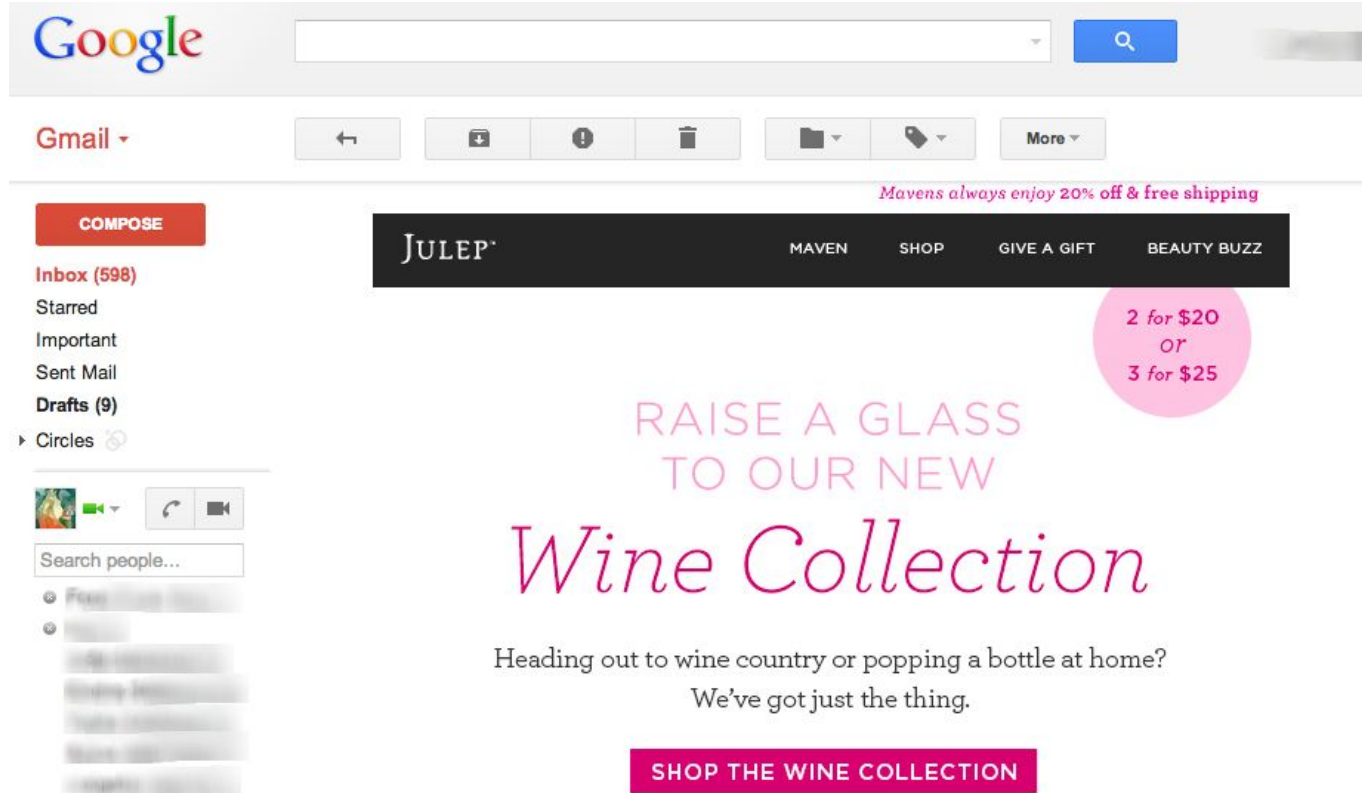 Google
Gmail
More
COMPOSE
Inbox (598)
Starred
Important
Sent Mail
Drafts (9)
Circles
Search people...
Mavens always enjoy 20% off & free shipping
JULEP™
MAVEN SHOP GIVE A GIFT BEAUTY BUZZ
2 for $20
or
3 for $25
RAISE A GLASS
TO OUR NEW
Wine Collection
Heading out to wine country or popping a bottle at home?
We've got just the thing.
SHOP THE WINE COLLECTION